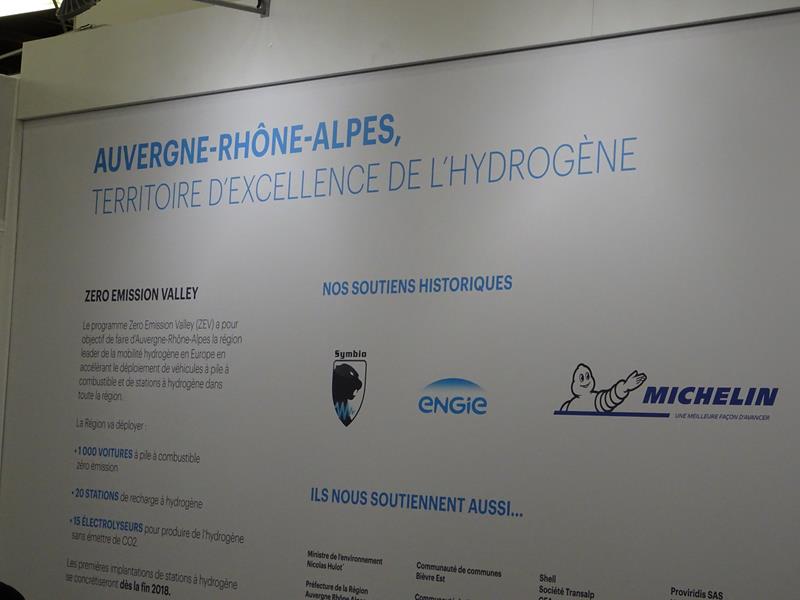 AUVERGNE-RHÔNE-ALPES,
TERRITOIRE D'EXCELLENCE DE L'HYDROGÈNE
ZERO EMISSION VALLEY
Le programme Zero Emission Valley (ZEV) a pour
objectif de faire d'Auvergne-Rhône-Alpes la région
leader de la mobilité hydrogène en Europe en
accélérant le déploiement de véhicules à pile à
combustible et de stations à hydrogène dans
toute la région.
La Région va déployer :
• 1 000 VOITURES à pile à combustible
zéro émission
• 20 STATIONS de recharge à hydrogène
• 15 ÉLECTROLYSEURS pour produire de l'hydrogène
sans émettre de CO2.
Les premières implantations de stations à hydrogène
se concrétiseront dès la fin 2018.
NOS SOUTIENS HISTORIQUES
Symbio
ENGIE
MICHELIN
UNE MEILLEURE FAÇON D'AVANCER
ILS NOUS SOUTIENNENT AUSSI...
Ministre de l'environnement
Nicolas Hulot
Préfecture de la Région
Auvergne Rhône Alpes
Communauté de communes
Bièvre Est
Shell
Société Transalp
Proviridis SAS